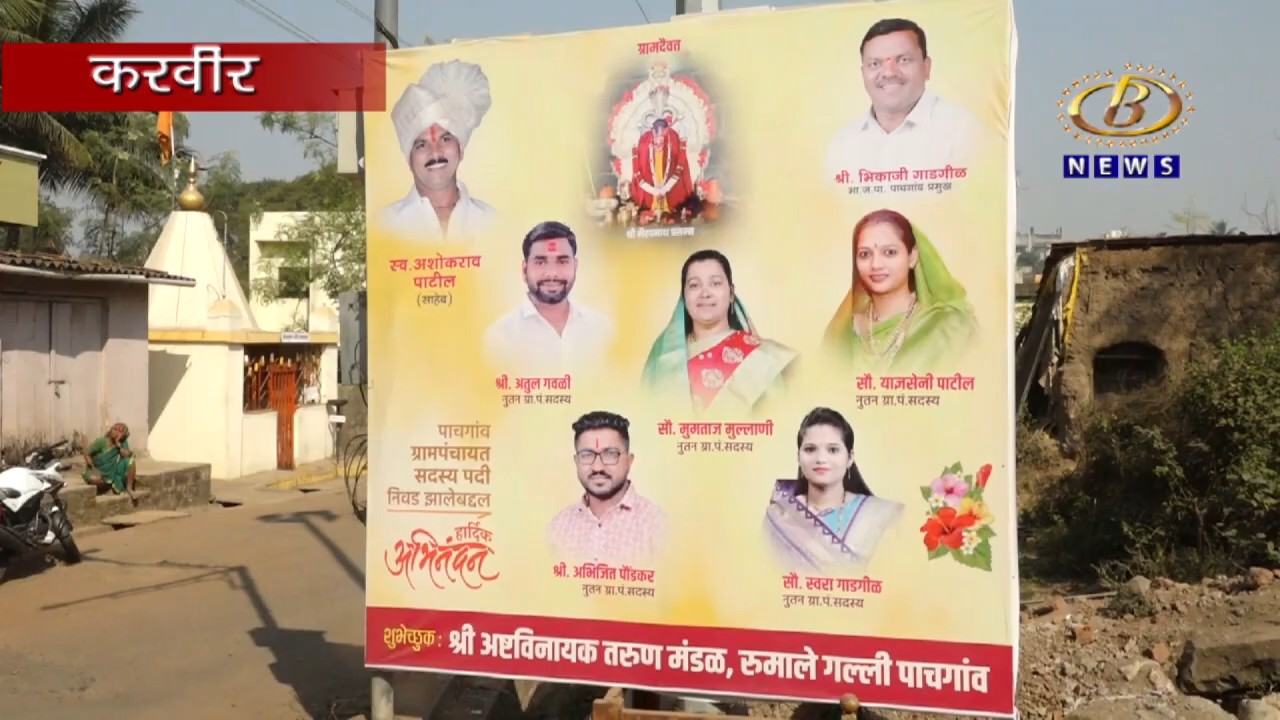 करवीर
B
NEWS
ग्रामदैवत
श्री भैरवनाथ प्रसन्न
श्री. भिकाजी गाडगीळ
भा.ज.पा. पाचगांव प्रमुख
स्व.अशोकराव
पाटील
(साहेब)
श्री. अतुल गवळी
नुतन ग्रा.पं.सदस्य
सौ. मुमताज मुल्लाणी
नुतन ग्रा.पं.सदस्य
सौ. याज्ञसेनी पाटील
नुतन ग्रा.पं.सदस्य
पाचगांव
ग्रामपंचायत
सदस्य पदी
निवड झालेबद्दल
हार्दिक
अभिनंदन
श्री. अभिजित पौंडकर
नुतन ग्रा.पं.सदस्य
सौ. स्वरा गाडगीळ
नुतन ग्रा.पं.सदस्य
शुभेच्छुक : श्री अष्टविनायक तरुण मंडळ, रुमाले गल्ली पाचगांव